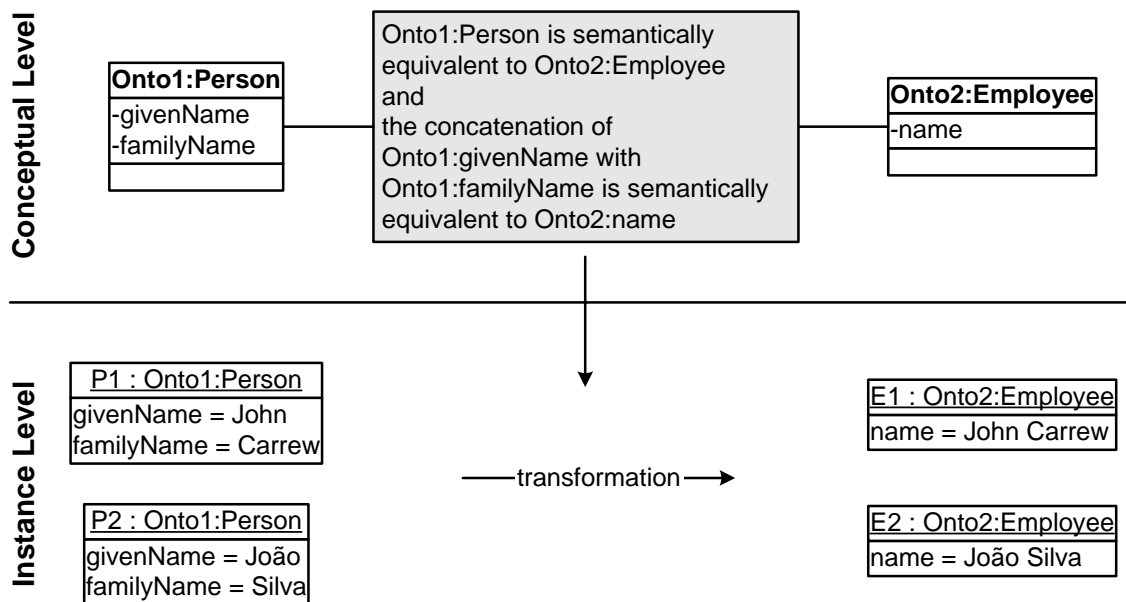 Conceptual Level
Onto1:Person
-givenName
-familyName
Onto1:Person is semantically
equivalent to Onto2:Employee
and
the concatenation of
Onto1:givenName with
Onto1:familyName is semantically
equivalent to Onto2:name
Onto2:Employee
-name
Instance Level
P1 : Onto1:Person
givenName = John
familyName = Carrew
P2 : Onto1:Person
givenName = João
familyName = Silva
transformation
E1 : Onto2:Employee
name = John Carrew
E2 : Onto2:Employee
name = João Silva